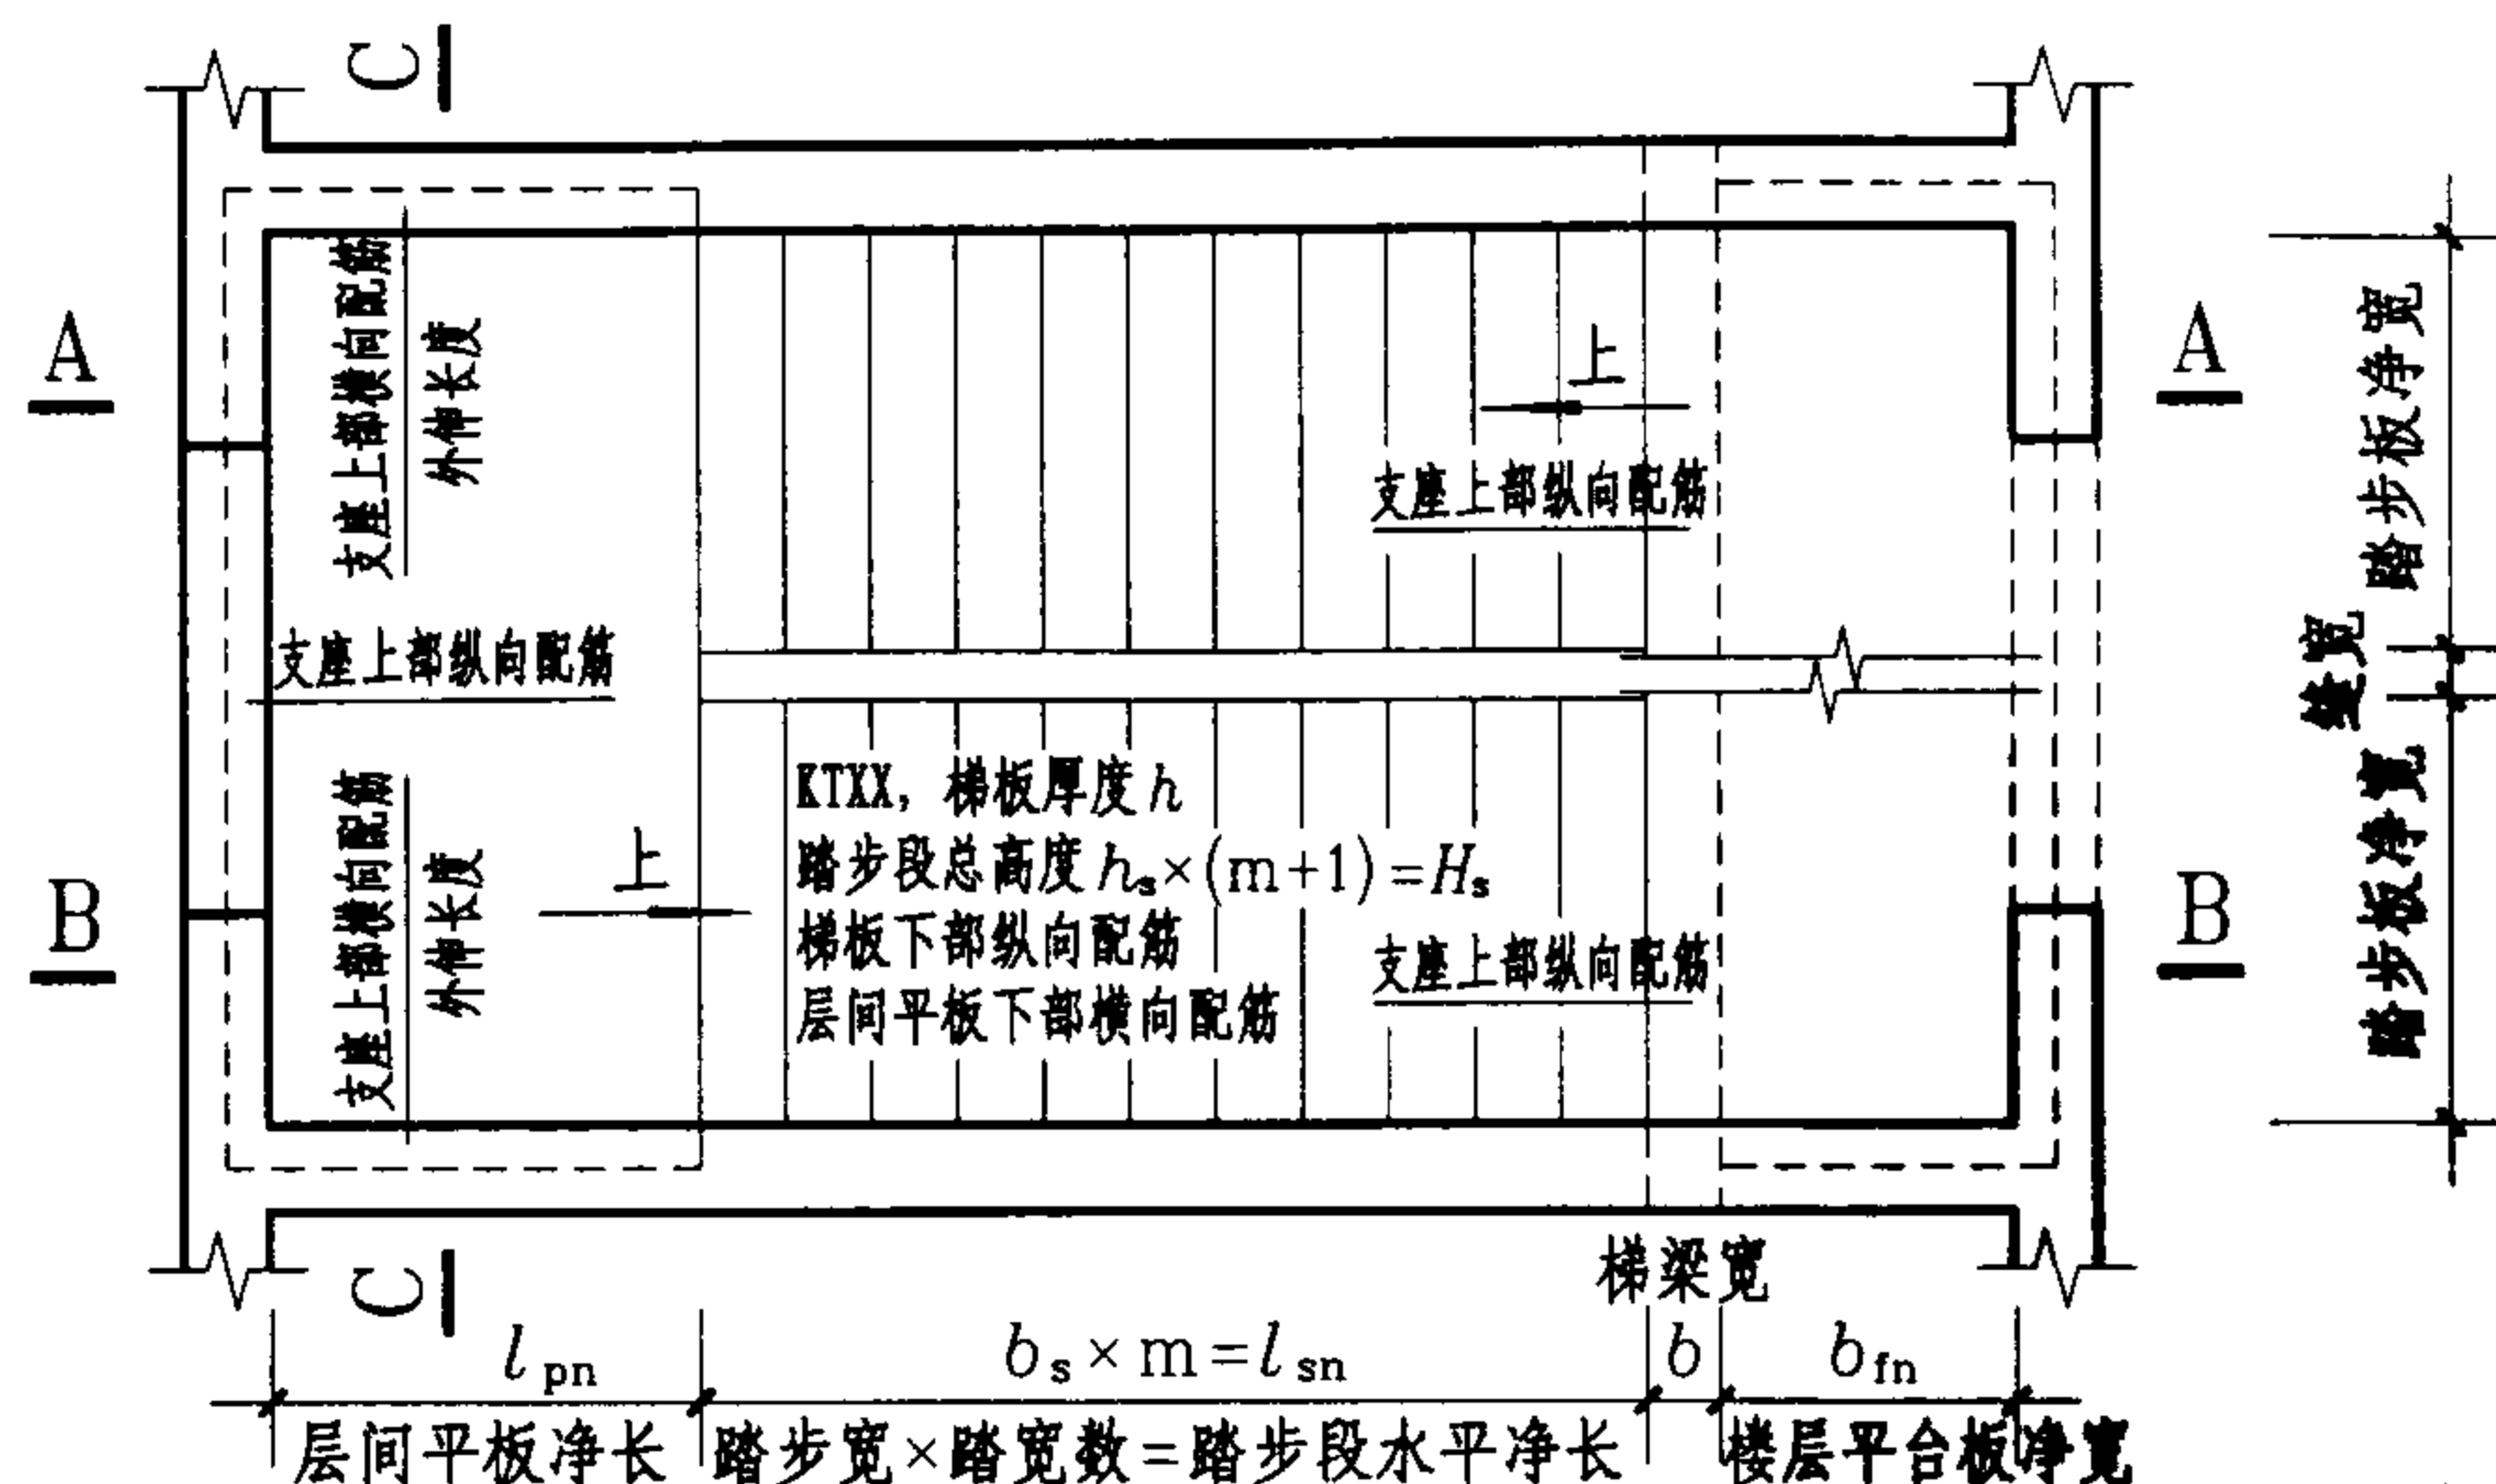 C
A
A
支座上部横向配筋
外伸长度
上
支座上部纵向配筋
踏步板净宽
支座上部纵向配筋
缝宽
支座上部横向配筋
外伸长度
上
KTXX, 梯板厚度h
踏步段总高度hs×(m+1)=Hs
梯板下部纵向配筋
层间平板下部横向配筋
支座上部纵向配筋
踏步板净宽
B
B
C
梯梁宽
lpn
bs×m=lsn
b
bfn
层间平板净长
踏步宽×踏宽数=踏步段水平净长
楼层平台板净宽